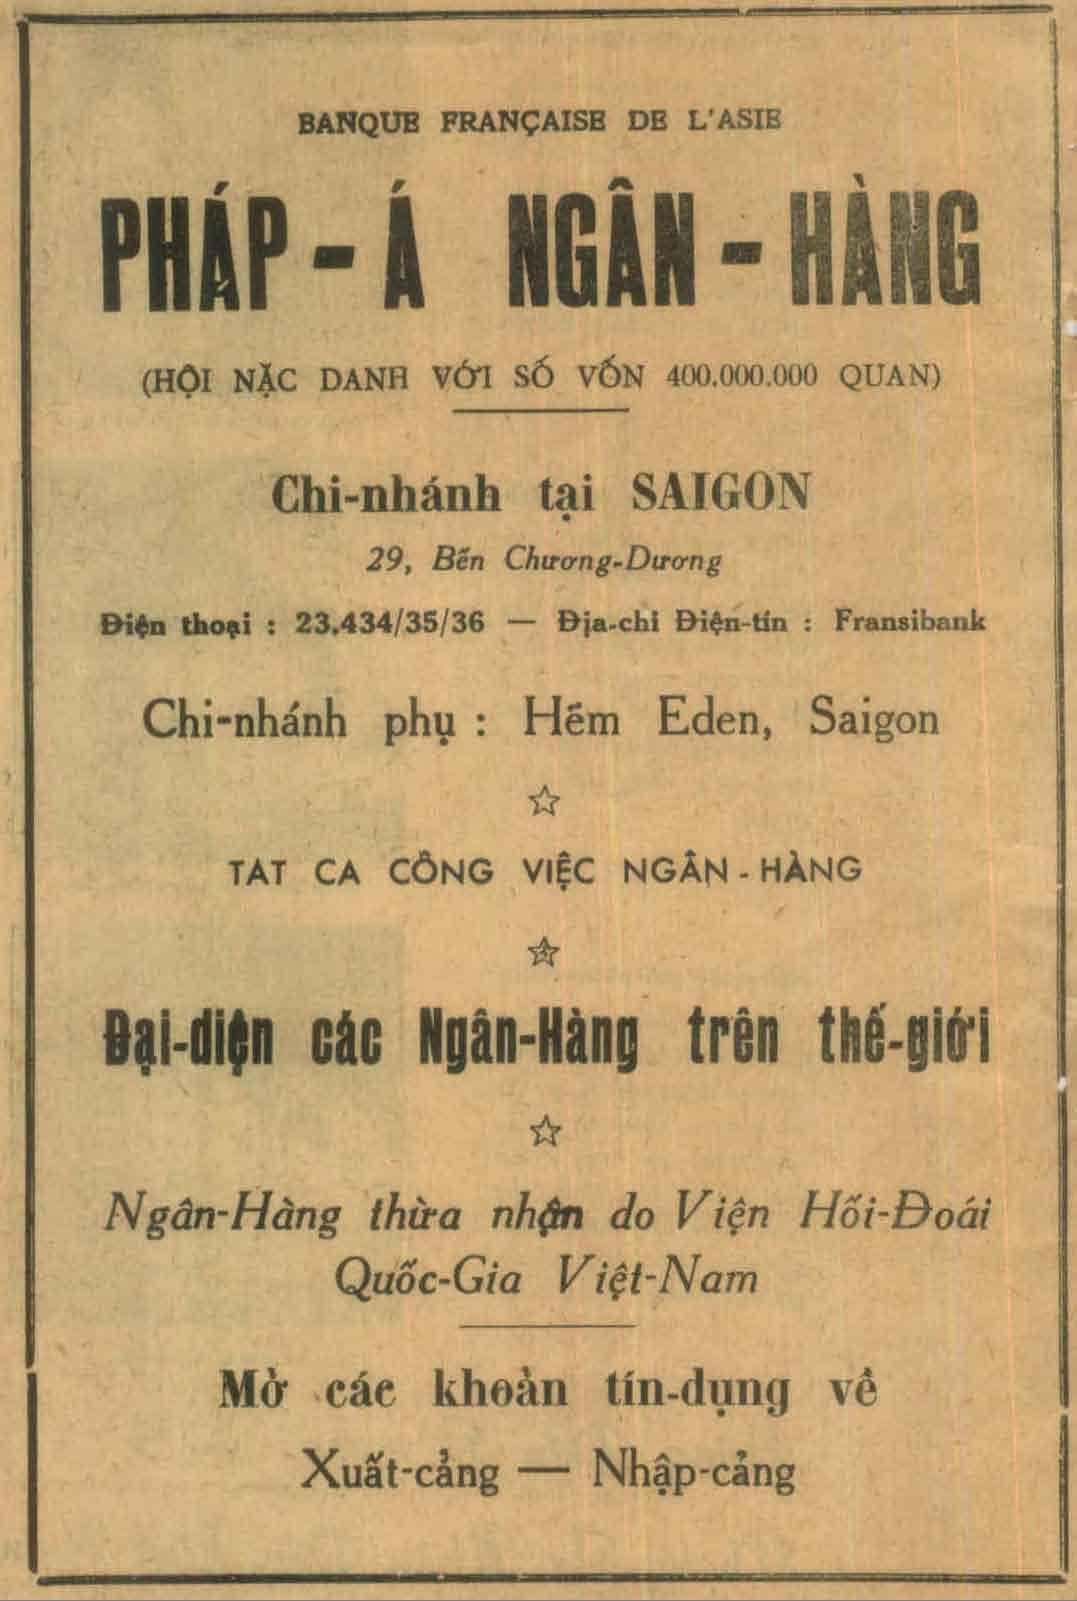 BANQUE FRANÇAISE DE L'ASIE
PHÁP - Á NGÂN - HÀNG
(HỘI NẶC DANH VỚI SỐ VỐN 400.000.000 QUAN)
Chi-nhánh tại SAIGON
29, Bến Chương-Dương
Điện thoại : 23.434/35/36 — Địa-chỉ Điện-tín : Fransibank
Chi-nhánh phụ : Hẻm Eden, Saigon
TAT CA CÔNG VIỆC NGÂN - HÀNG
Đại-diện các Ngân-Hàng trên thế-giới
Ngân-Hàng thừa nhận do Viện Hối-Đoái
Quốc-Gia Việt-Nam
Mở các khoản tín-dụng về
Xuất-cảng — Nhập-cảng